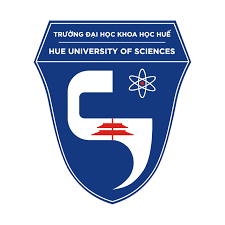 TRƯỜNG ĐẠI HỌC KHOA HỌC HUẾ
HUE UNIVERSITY OF SCIENCES